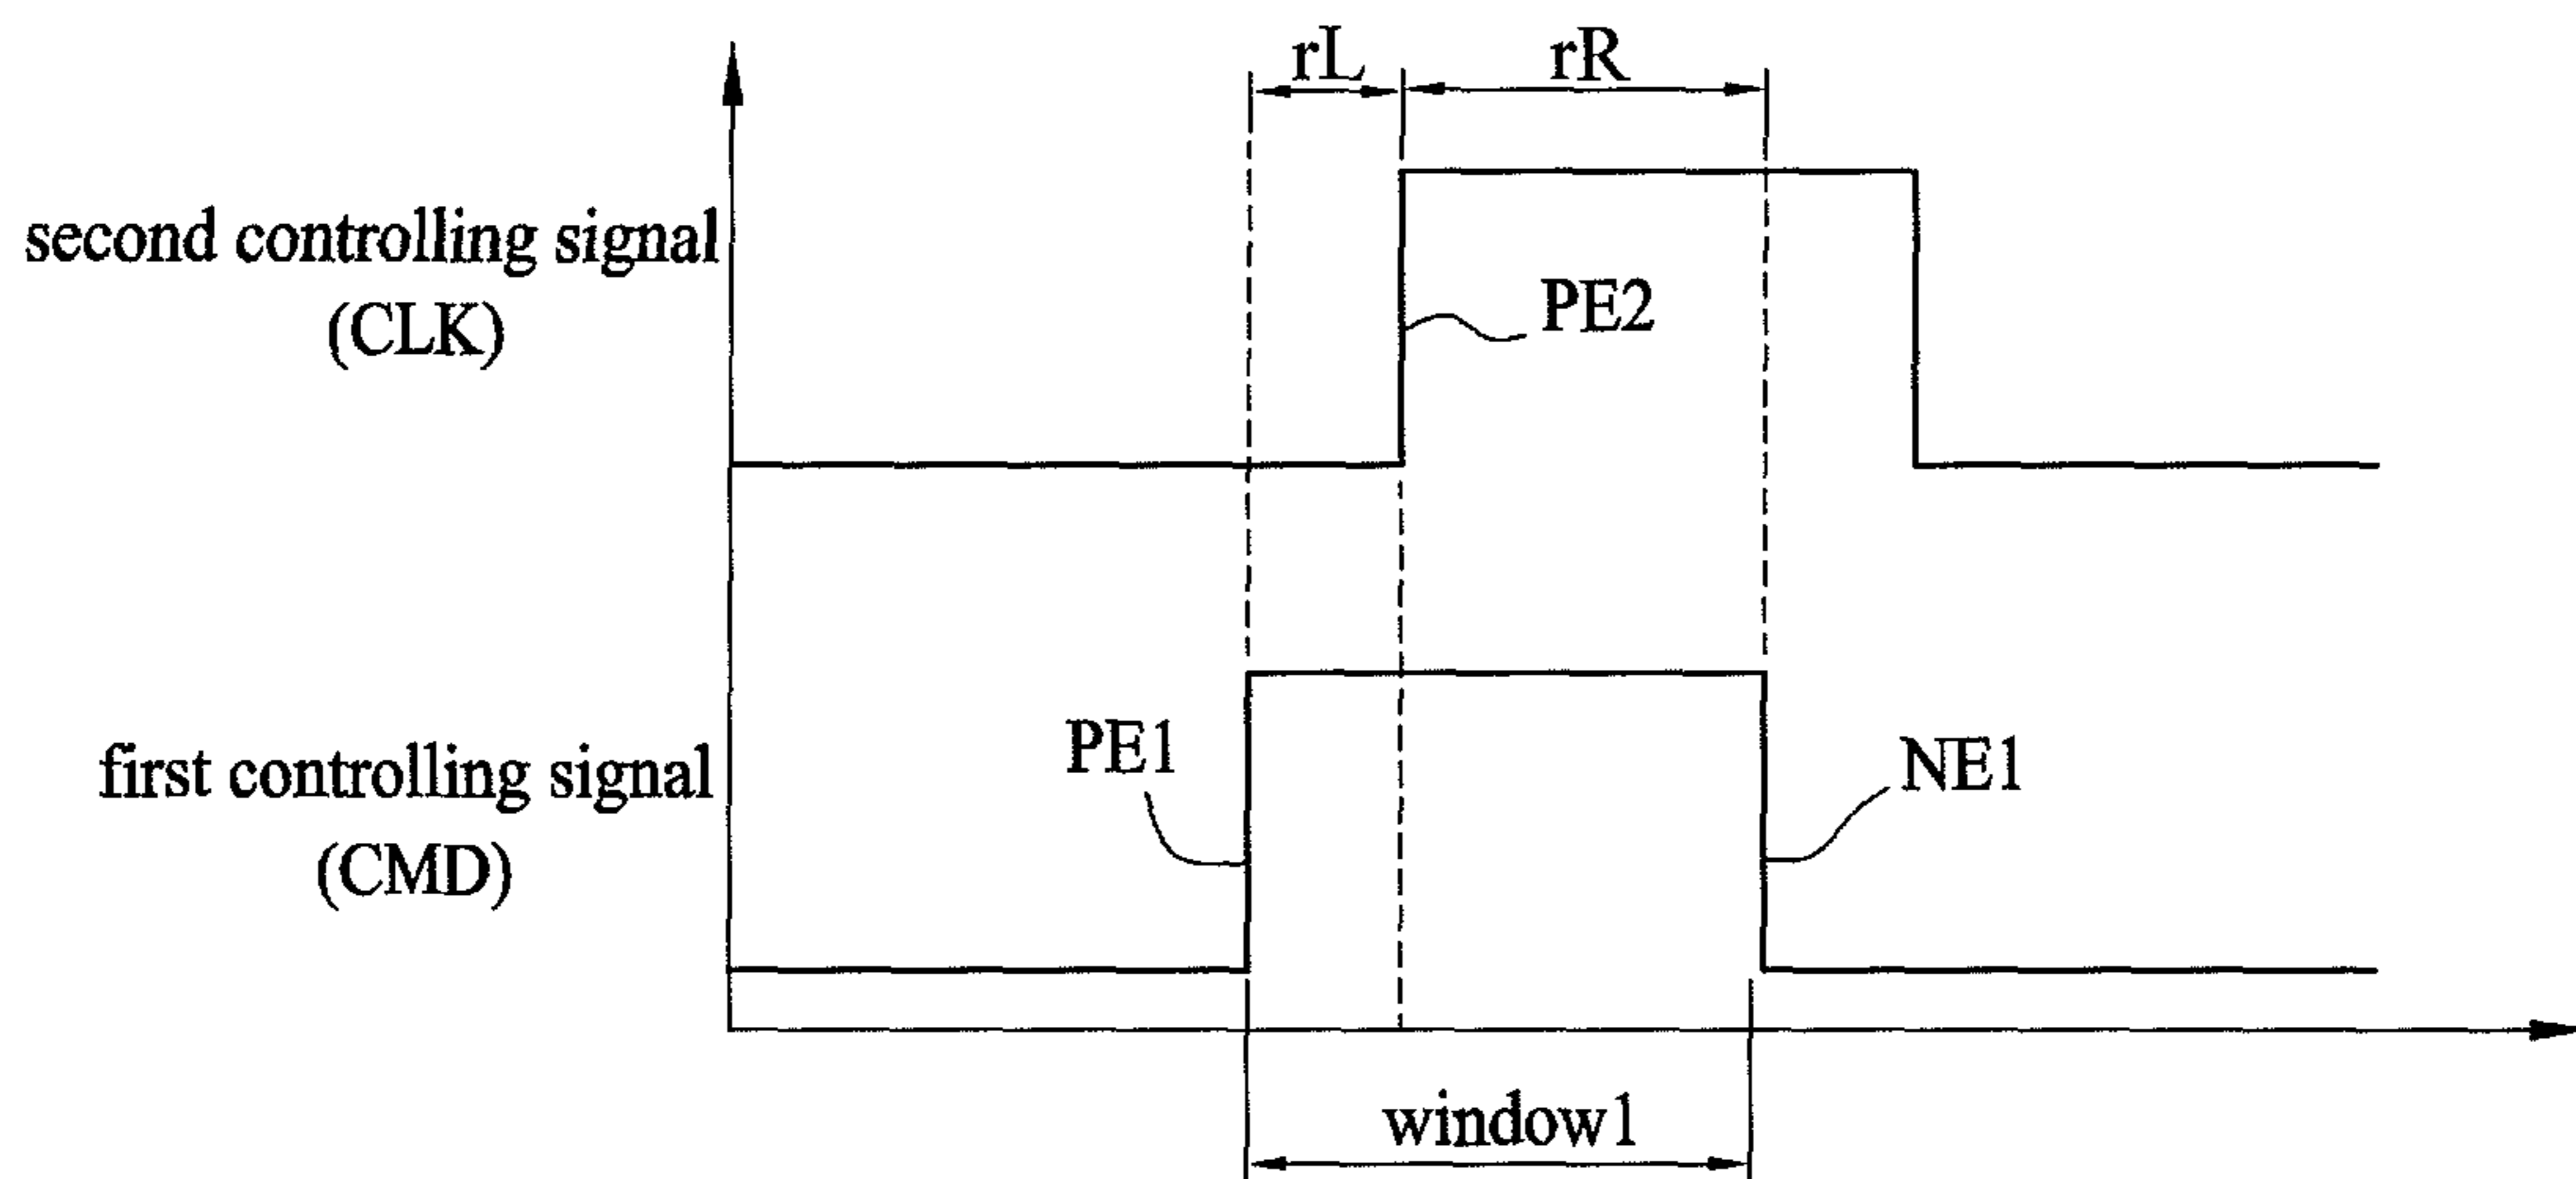 rL
rR
second controlling signal
(CLK)
PE2
first controlling signal
(CMD)
PE1
NE1
window1